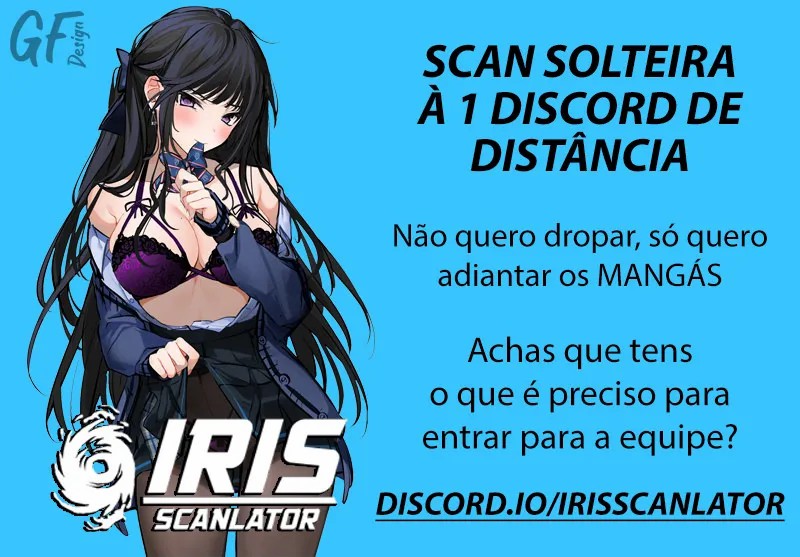 GF
Design
SCAN SOLTEIRA
À 1 DISCORD DE
DISTÂNCIA
Não quero dropar, só quero
adiantar os MANGÁS
Achas que tens
o que é preciso para
entrar para a equipe?
DISCORD.IO/IRISSCANLATOR
IRIS
SCANLATOR